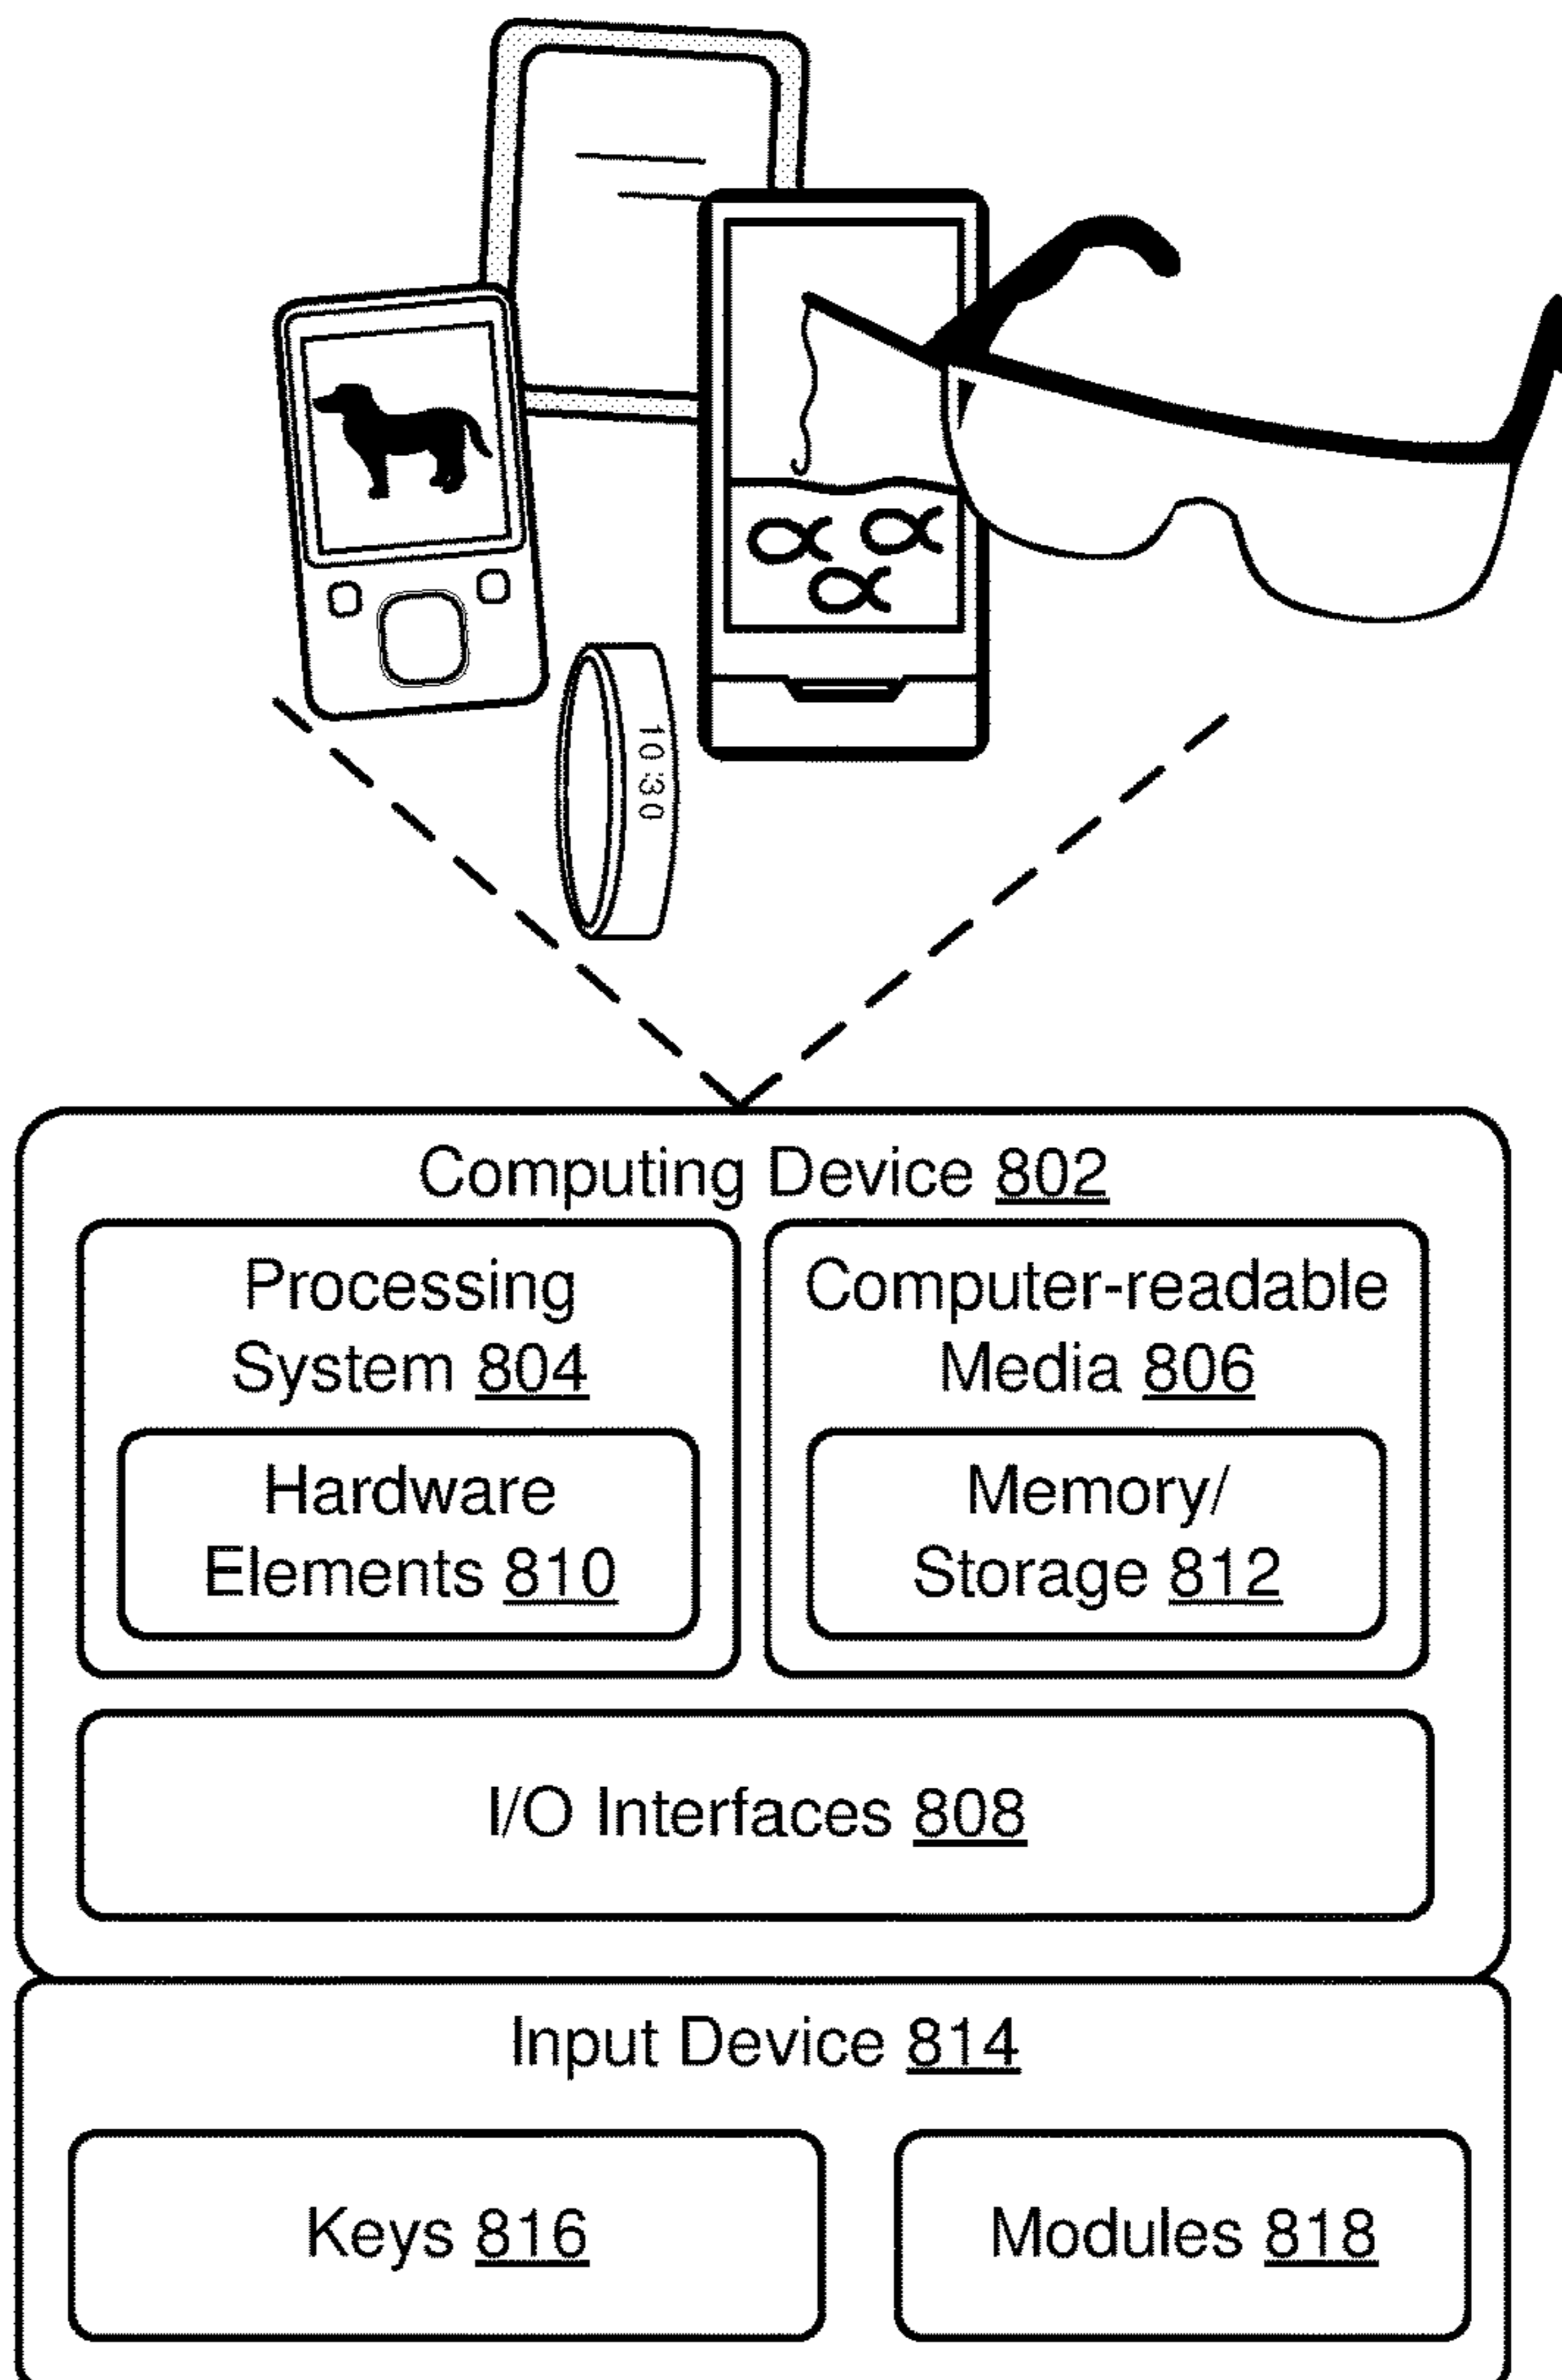 10:30
Computing Device 802
Processing
System 804
Hardware
Elements 810
Computer-readable
Media 806
Memory/
Storage 812
I/O Interfaces 808
Input Device 814
Keys 816
Modules 818